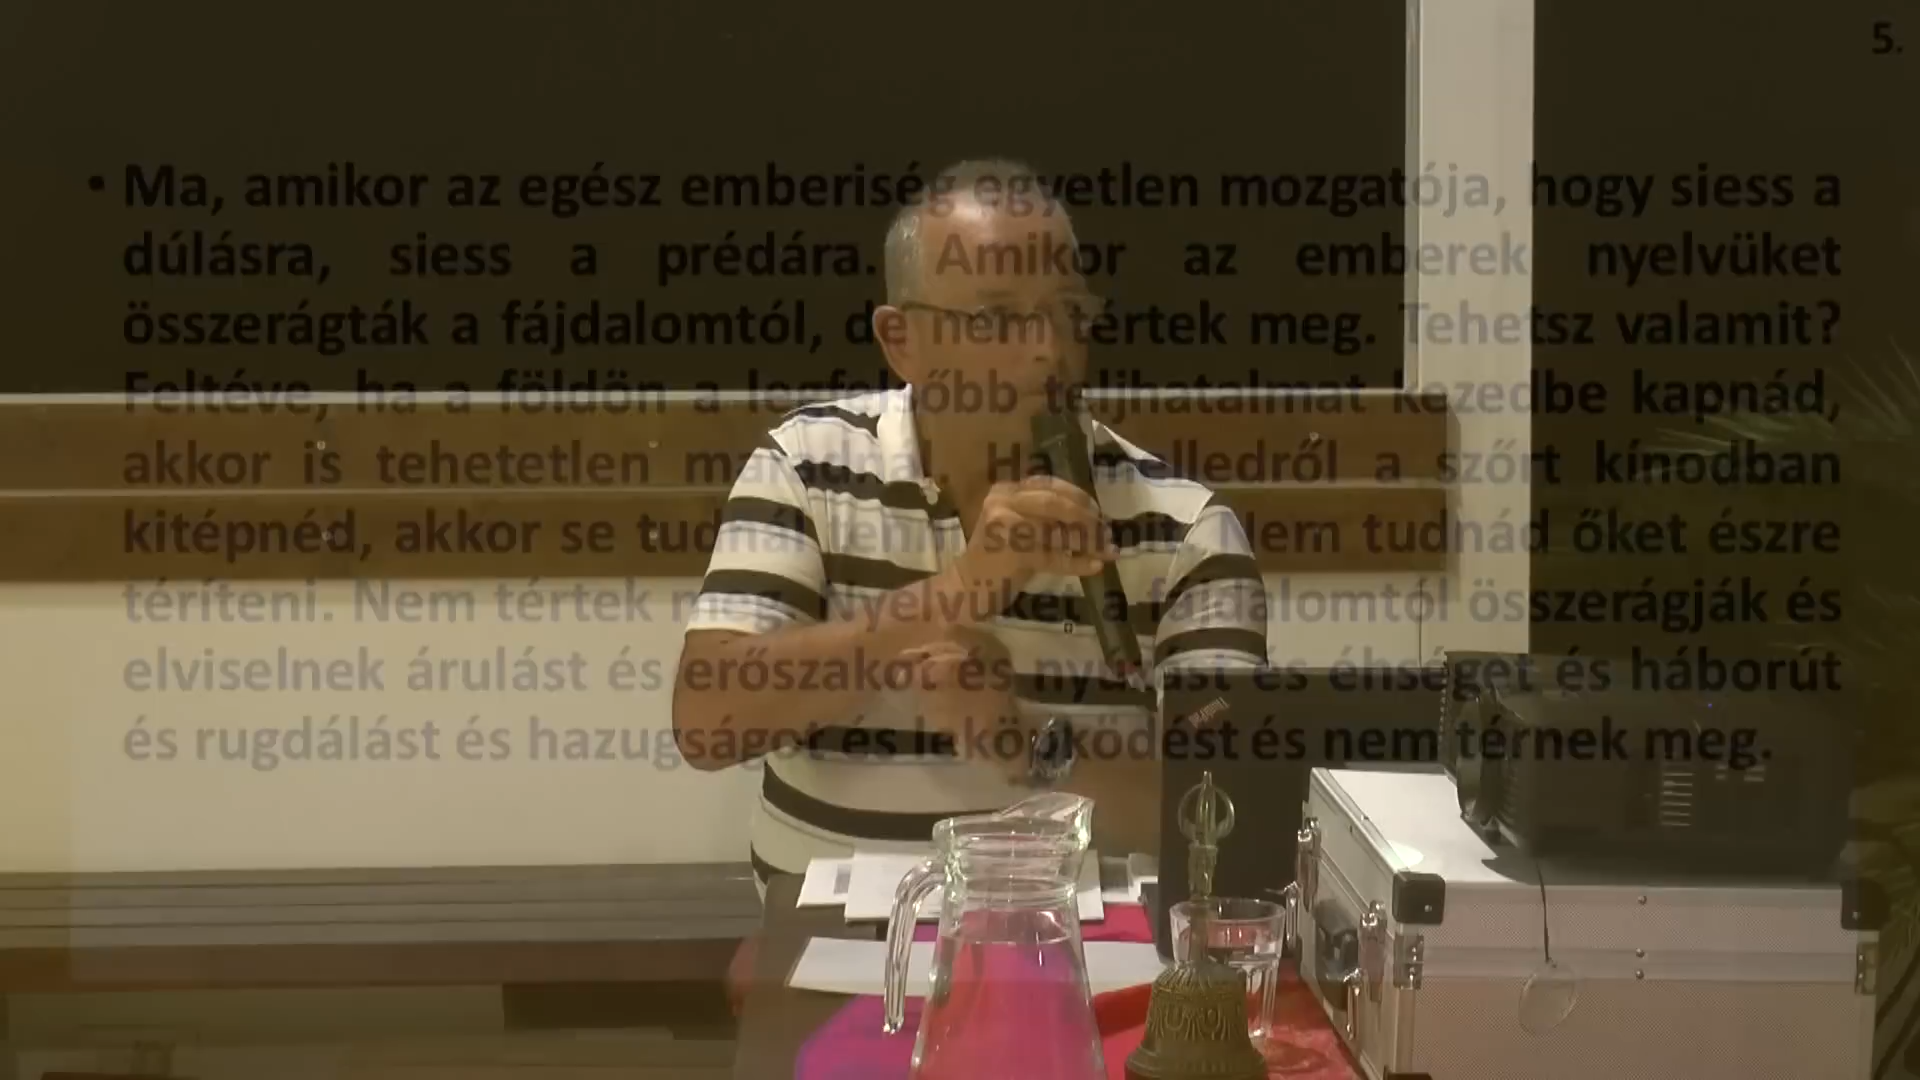 5.
• Ma, amikor az egész emberiség egyetlen mozgatója, hogy siess a
dúlásra, siess a prédára. Amikor az emberek nyelvüket
összerágták a fájdalomtól, de nem tértek meg. Tehetsz valamit?
Feltéve, ha a földön a legfelsőbb teljhatalmat kezedbe kapnád,
akkor is tehetetlen maradnál. Ha melledről a szőrt kínodban
kitépnéd, akkor se tudnál tenni semmit. Nem tudnád őket észre
téríteni. Nem tértek meg. Nyelvüket a fájdalomtól összerágják és
elviselnek árulást és erőszakot és nyúzást és éhséget és háborút
és rugdálást és hazugságot és leköpködést és nem térnek meg.